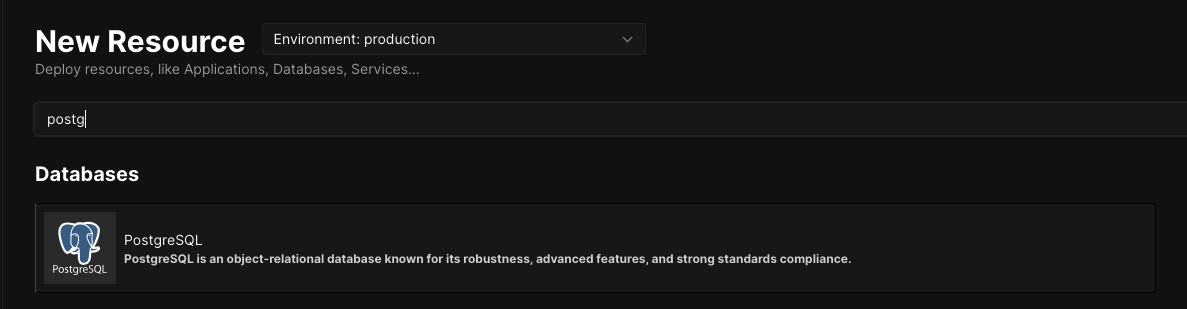 New Resource
Environment: production
Deploy resources, like Applications, Databases, Services...
postg
Databases
PostgreSQL
PostgreSQL
PostgreSQL is an object-relational database known for its robustness, advanced features, and strong standards compliance.